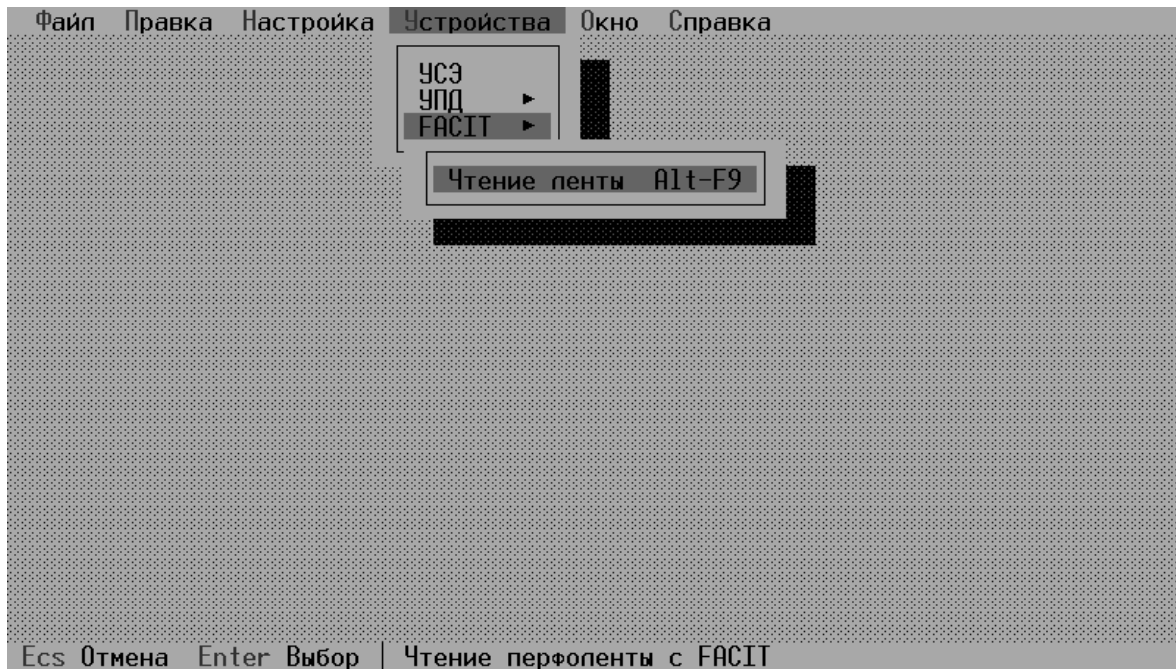 Файл Правка Настройка Устройства Окно Справка
УСЭ
УПД ►
FACIT ►
Чтение ленты Alt-F9
Ecs Отмена Enter Выбор | Чтение перфоленты с FACIT